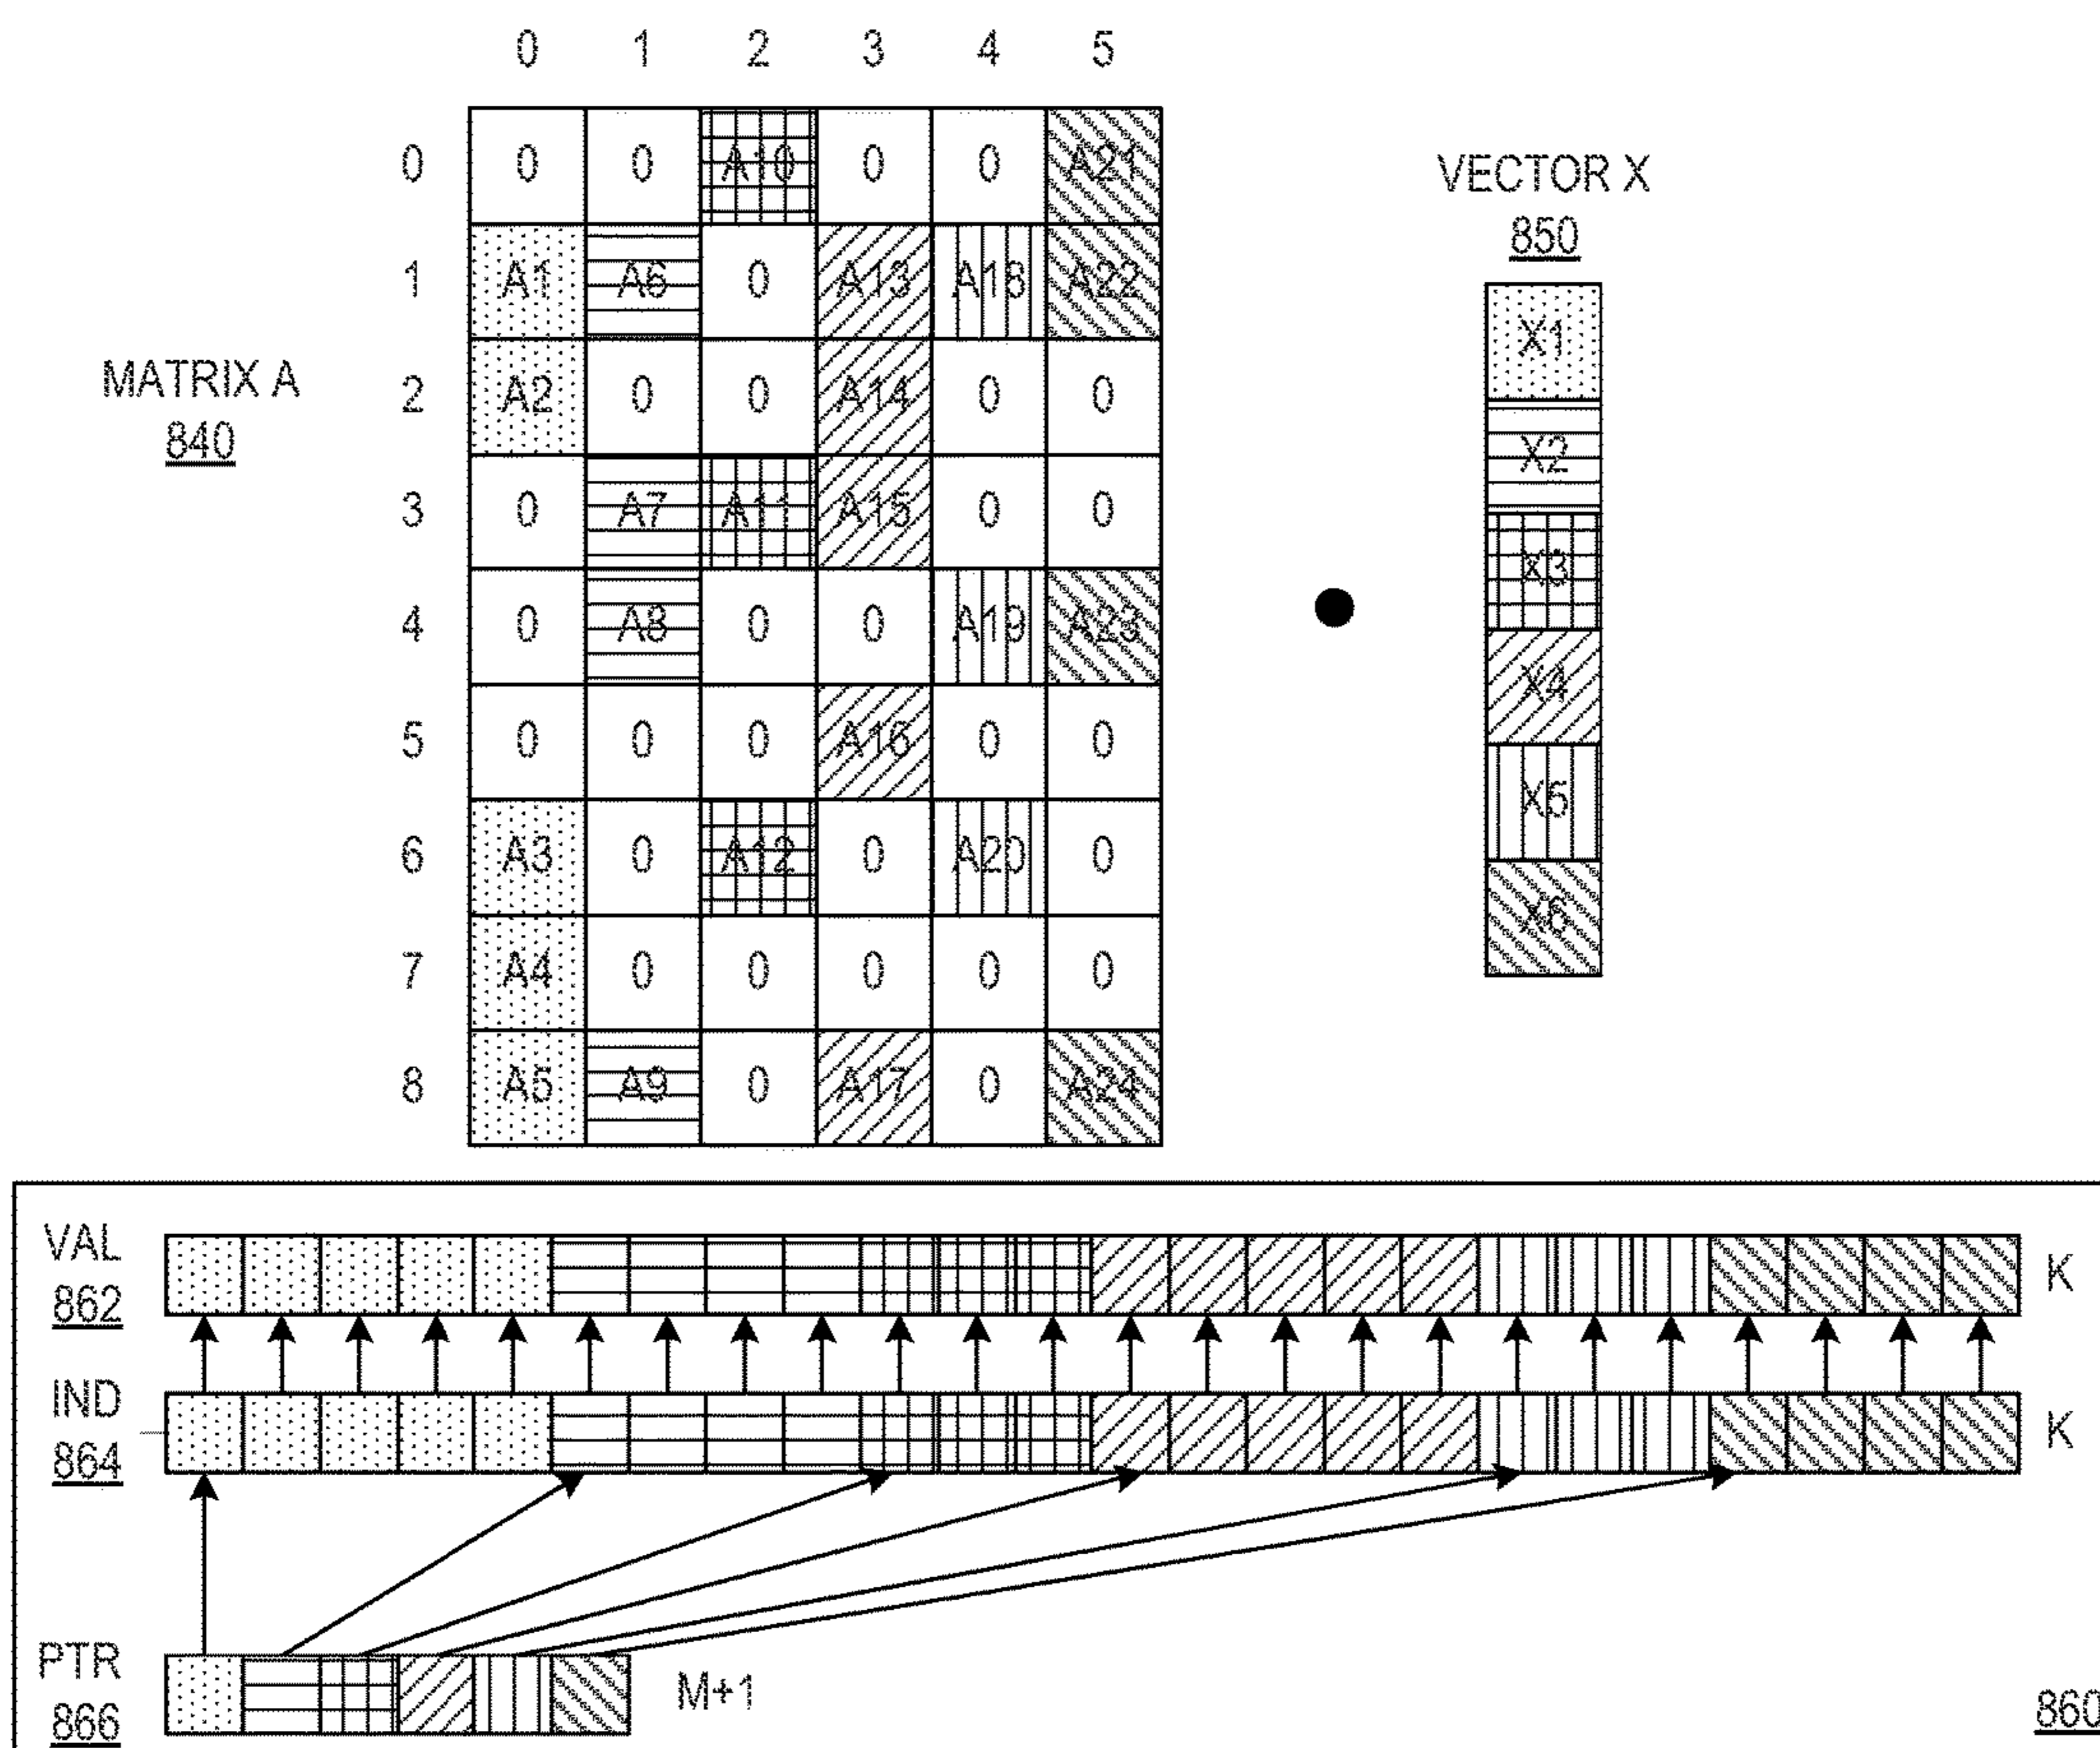 0 1 2 3 4 5
0 0 0 A10 0 0 A21
VECTOR X
850
1 A1 A6 0 A13 A18 A22
X1
MATRIX A
840
2 A2 0 0 A14 0 0
X2
3 0 A7 A11 A15 0 0
X3
4 0 A8 0 0 A19 A23
X4
5 0 0 0 A16 0 0
X5
6 A3 0 A12 0 A20 0
X6
7 A4 0 0 0 0 0
8 A5 A9 0 A17 0 A24
VAL
862
K
IND
864
K
PTR
866
M+1
860